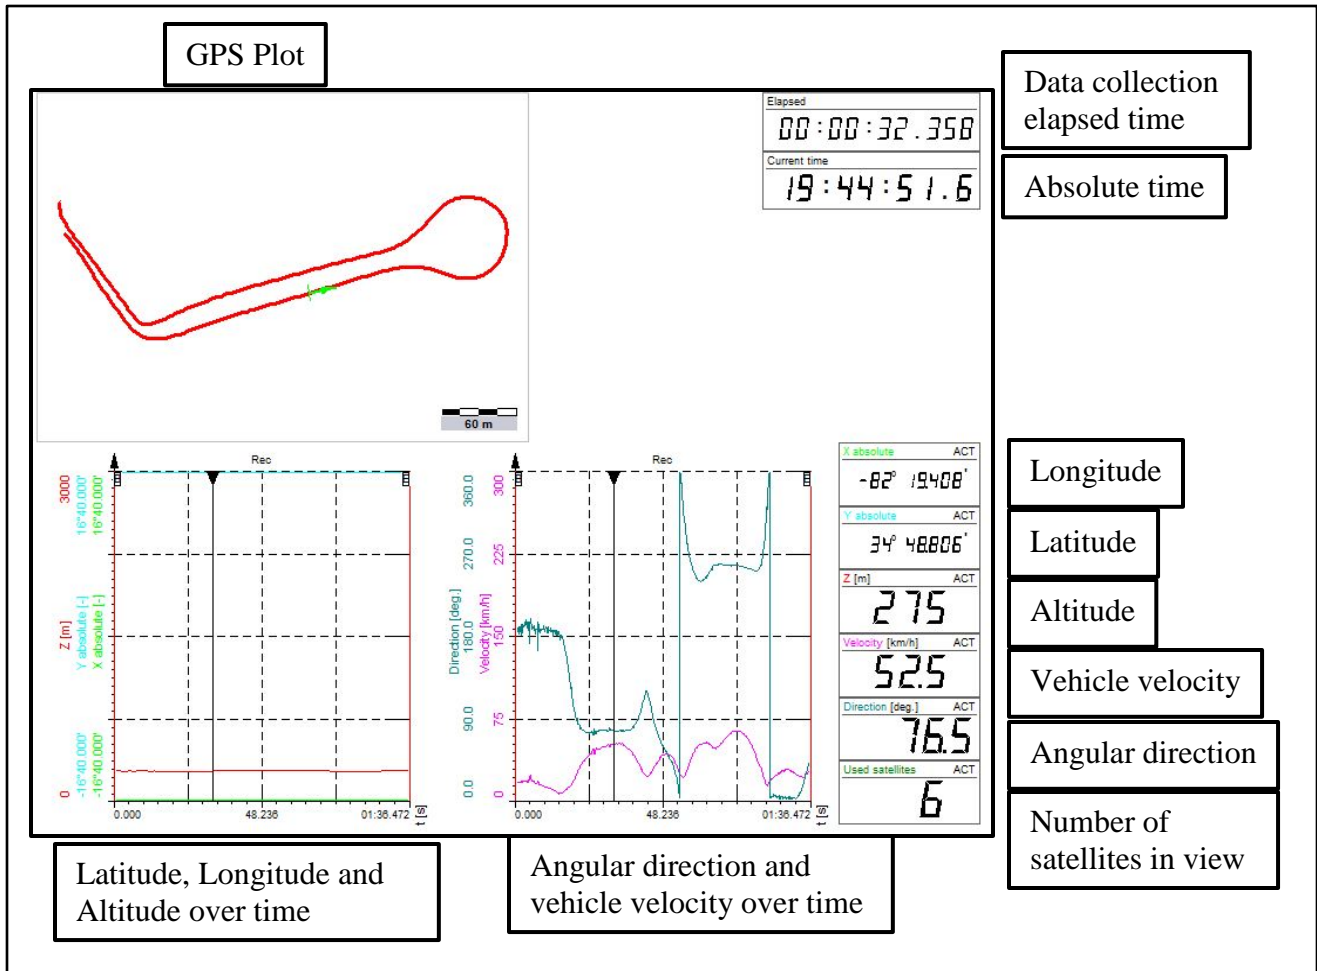 GPS Plot
Data collection
elapsed time
Elapsed
00:00:32.358
Current time
19:44:51.6
Absolute time
60 m
Rec
3000
16°40.000'
16°40.000'
Z [m]
Y absolute [-]
X absolute [-]
0
-16°40.000'
-16°40.000'
0.000
48.236
01:36.472
t [s]
Rec
360.0
300
270.0
225
180.0
150
Direction [deg.]
Velocity [km/h]
90.0
75
0.0
0
0.000
48.236
01:36.472
t [s]
X absolute ACT
-82° 19.408'
Longitude
Y absolute ACT
34° 48.806'
Latitude
Z [m] ACT
275
Altitude
Velocity [km/h] ACT
52.5
Vehicle velocity
Direction [deg.] ACT
76.5
Angular direction
Used satellites ACT
6
Number of
satellites in view
Latitude, Longitude and
Altitude over time
Angular direction and
vehicle velocity over time